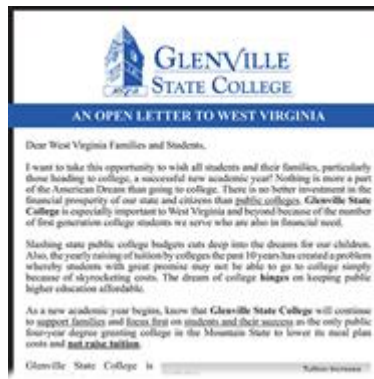 GLENVILLE
STATE COLLEGE
AN OPEN LETTER TO WEST VIRGINIA
Dear West Virginia Families and Students,
I want to take this opportunity to wish all students and their families, particularly
those heading to college, a successful new academic year! Nothing is more a part
of the American Dream than going to college. There is no better investment in the
financial prosperity of our state and citizens than public colleges. Glenville State
College is especially important to West Virginia and beyond because of the number
of first generation college students we serve who are also in financial need.
Slashing state public college budgets cuts deep into the dreams for our children.
Also, the yearly raising of tuition by colleges the past 10 years has created a problem
whereby students with great promise may not be able to go to college simply
because of skyrocketing costs. The dream of college hinges on keeping public
higher education affordable.
As a new academic year begins, know that Glenville State College will continue
to support families and focus first on students and their success as the only public
four-year degree granting college in the Mountain State to lower its meal plan
costs and not raise tuition.
Glenville State College is
Tuition Increase